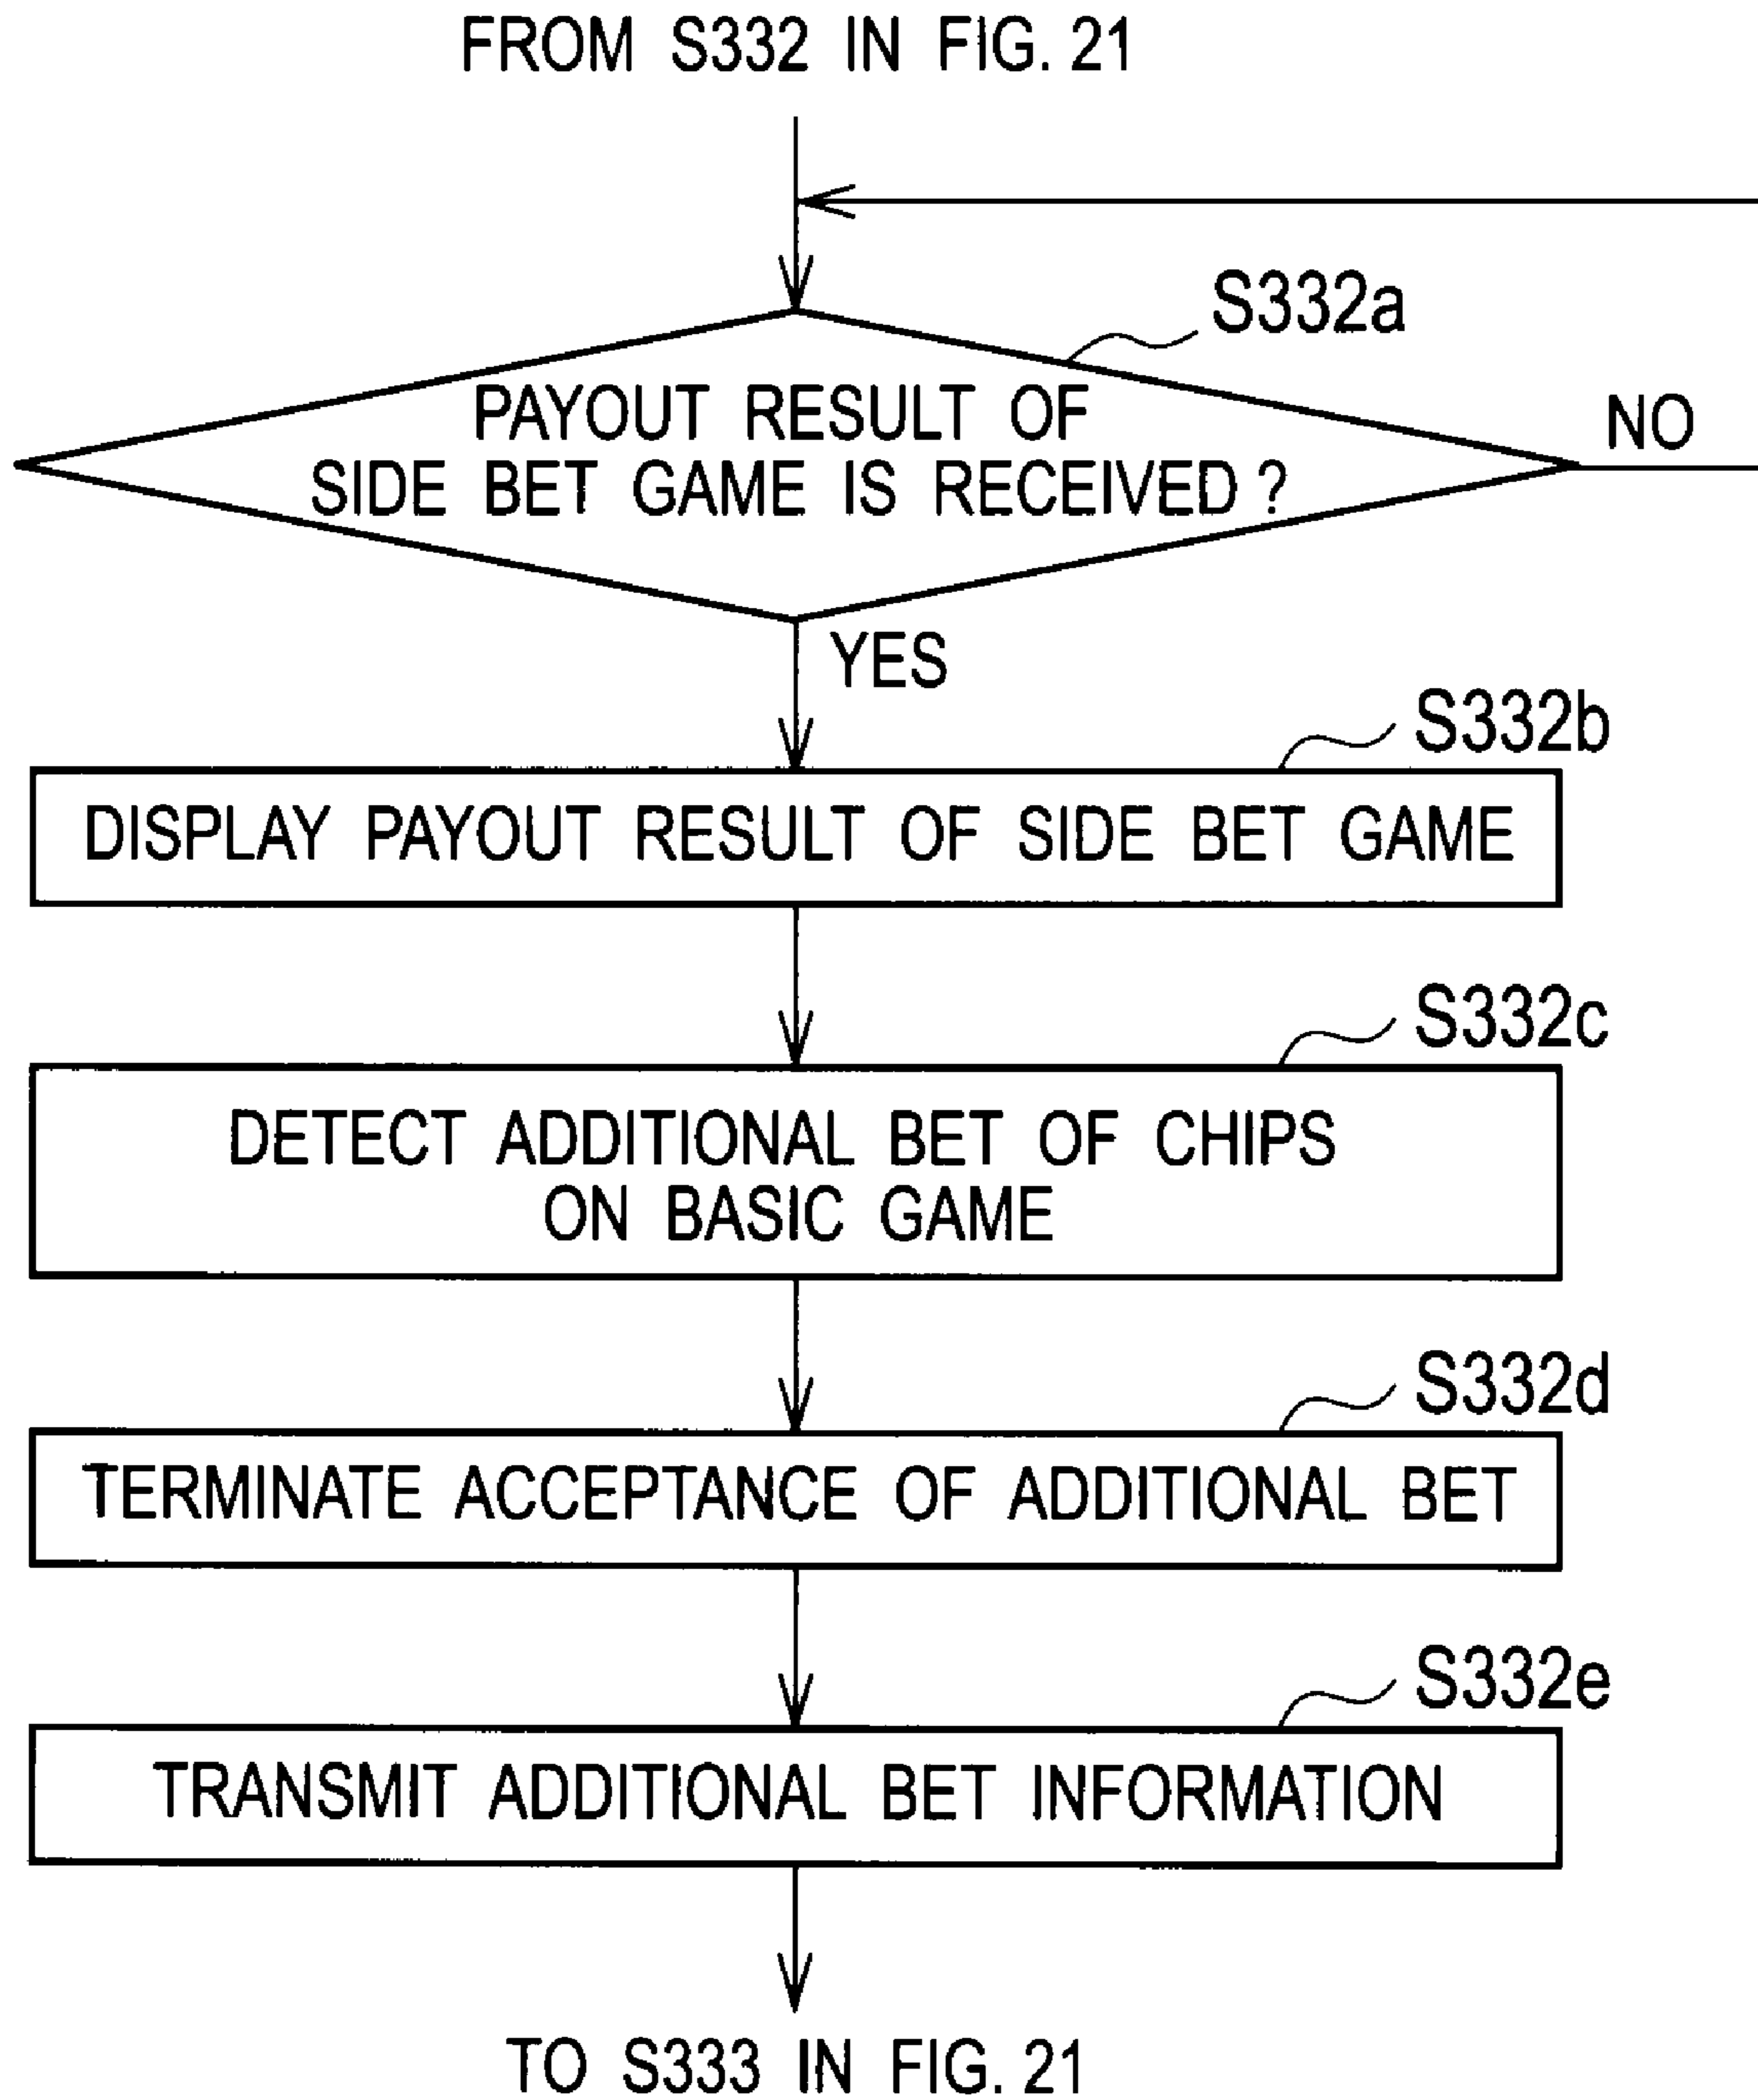 FROM S332 IN FIG. 21
S332a
PAYOUT RESULT OF
SIDE BET GAME IS RECEIVED ?
NO
YES
S332b
DISPLAY PAYOUT RESULT OF SIDE BET GAME
S332c
DETECT ADDITIONAL BET OF CHIPS
ON BASIC GAME
S332d
TERMINATE ACCEPTANCE OF ADDITIONAL BET
S332e
TRANSMIT ADDITIONAL BET INFORMATION
TO S333 IN FIG. 21